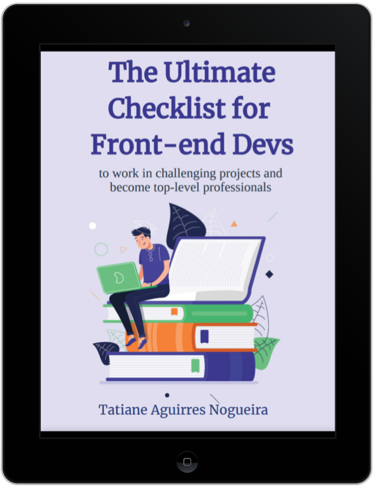 The Ultimate
Checklist for
Front-end Devs
to work in challenging projects and
become top-level professionals
Tatiane Aguirres Nogueira